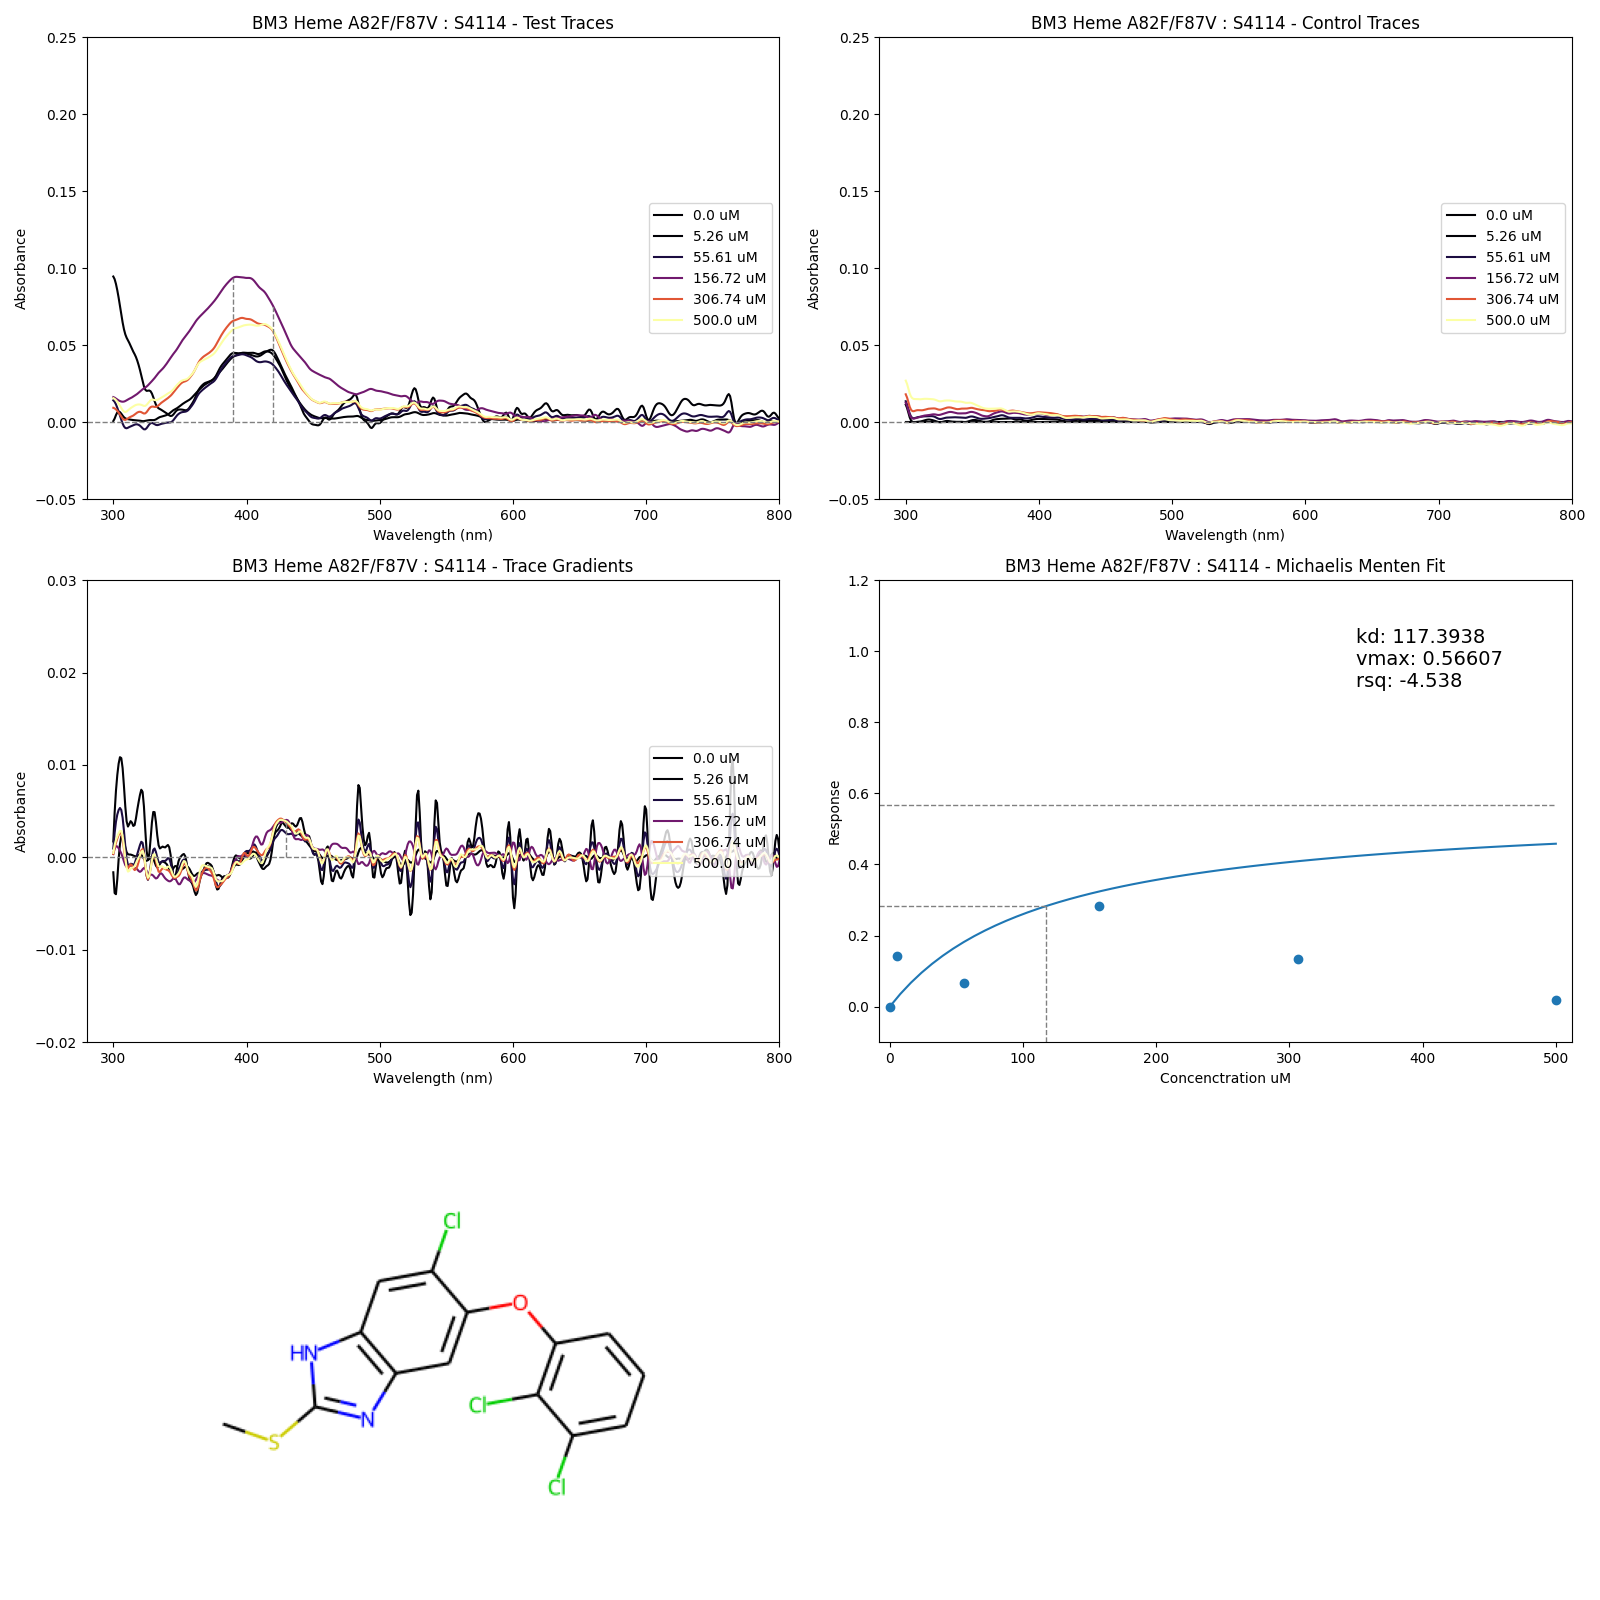 BM3 Heme A82F/F87V : S4114 - Test Traces
0.25
0.20
0.15
0.10
0.05
0.00
−0.05
Absorbance
300
400
500
600
700
800
Wavelength (nm)
0.0 uM
5.26 uM
55.61 uM
156.72 uM
306.74 uM
500.0 uM
BM3 Heme A82F/F87V : S4114 - Control Traces
0.25
0.20
0.15
0.10
0.05
0.00
−0.05
Absorbance
300
400
500
600
700
800
Wavelength (nm)
0.0 uM
5.26 uM
55.61 uM
156.72 uM
306.74 uM
500.0 uM
BM3 Heme A82F/F87V : S4114 - Trace Gradients
0.03
0.02
0.01
0.00
−0.01
−0.02
Absorbance
300
400
500
600
700
800
Wavelength (nm)
0.0 uM
5.26 uM
55.61 uM
156.72 uM
306.74 uM
500.0 uM
BM3 Heme A82F/F87V : S4114 - Michaelis Menten Fit
1.2
1.0
0.8
0.6
0.4
0.2
0.0
Response
kd: 117.3938
vmax: 0.56607
rsq: -4.538
0
100
200
300
400
500
Concenctration uM
Cl
O
HN
N
S
Cl
Cl